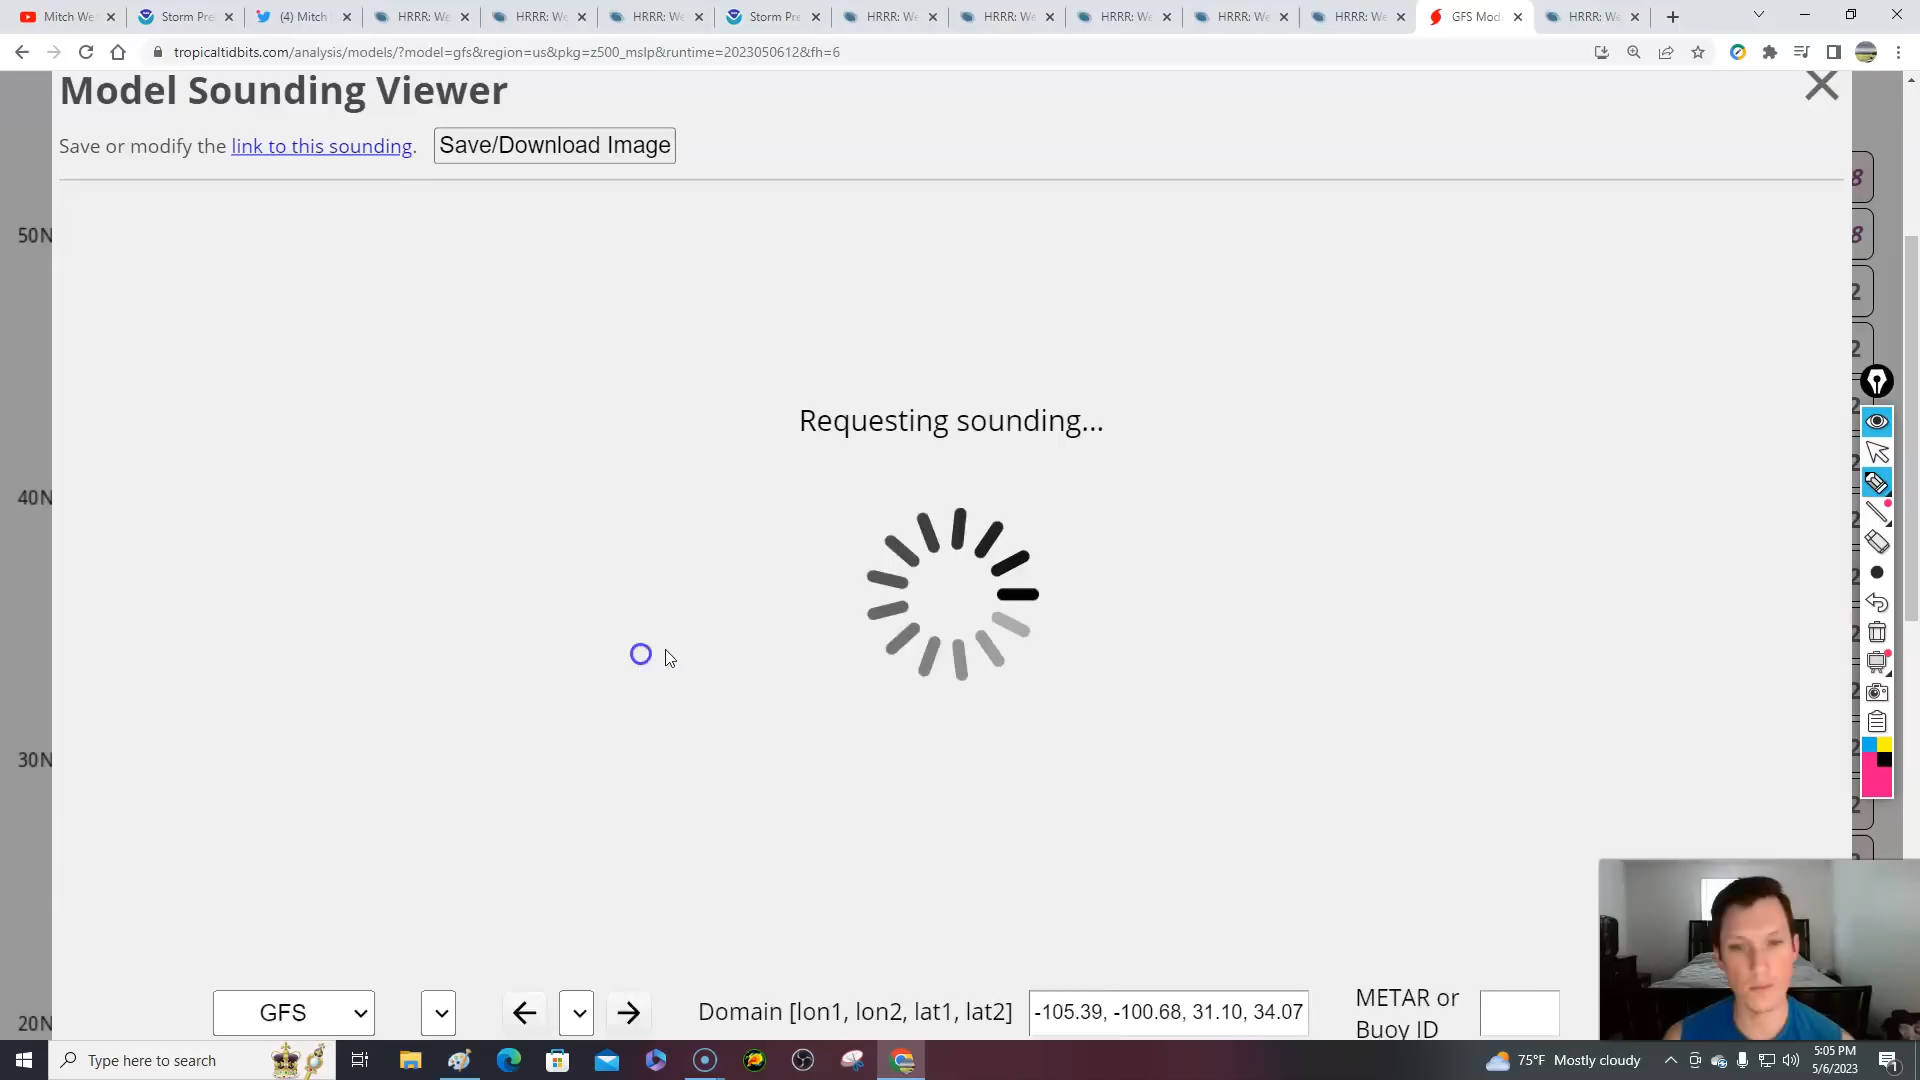 Mitch We
Storm Pre
(4) Mitch
HRRR: We
HRRR: We
HRRR: We
Storm Pre
HRRR: We
HRRR: We
HRRR: We
HRRR: We
HRRR: We
GFS Mod
HRRR: We
tropicaltidbits.com/analysis/models/?model=gfs&region=us&pkg=z500_mslp&runtime=2023050612&fh=6
Model Sounding Viewer
Save or modify the link to this sounding. Save/Download Image
50N
40N
30N
20N
Requesting sounding...
GFS
Domain [lon1, lon2, lat1, lat2] -105.39, -100.68, 31.10, 34.07
METAR or
Buoy ID
Type here to search
75°F Mostly cloudy
5:05 PM
5/6/2023